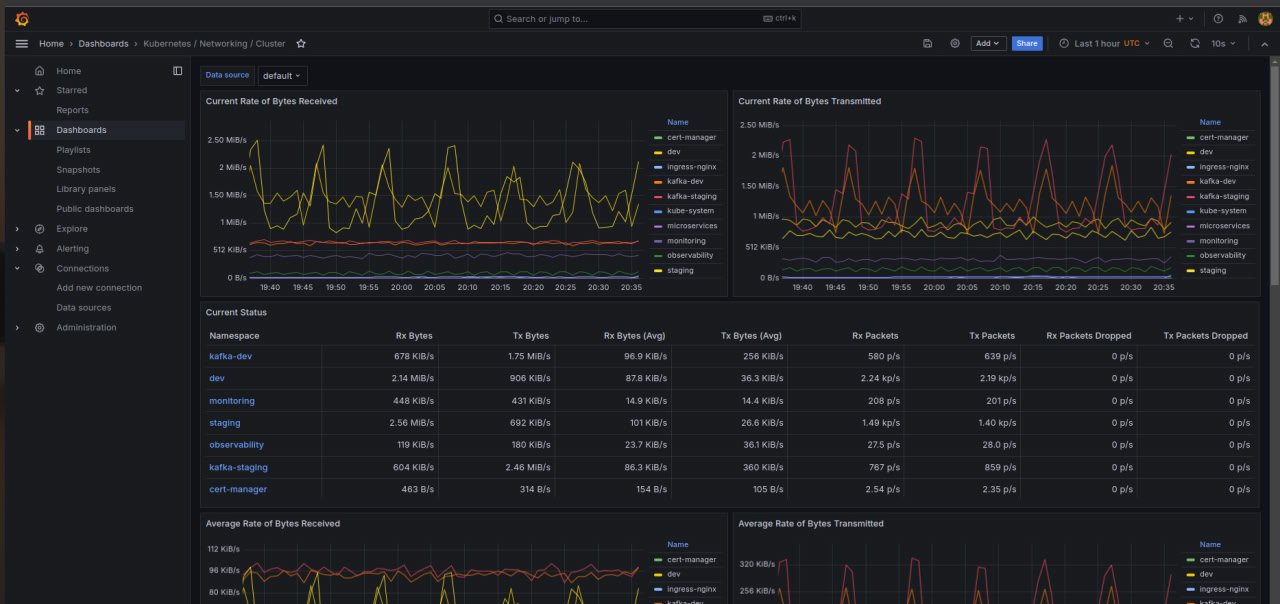 Search or jump to...
ctrl+k
Home › Dashboards › Kubernetes / Networking / Cluster
Add
Share
Last 1 hour UTC
10s
Home
Starred
Reports
Dashboards
Playlists
Snapshots
Library panels
Public dashboards
Explore
Alerting
Connections
Add new connection
Data sources
Administration
Data source
default
Current Rate of Bytes Received
2.50 MiB/s
2 MiB/s
1.50 MiB/s
1 MiB/s
512 KiB/s
0 B/s
19:40 19:45 19:50 19:55 20:00 20:05 20:10 20:15 20:20 20:25 20:30 20:35
Name
cert-manager
dev
ingress-nginx
kafka-dev
kafka-staging
kube-system
microservices
monitoring
observability
staging
Current Rate of Bytes Transmitted
2.50 MiB/s
2 MiB/s
1.50 MiB/s
1 MiB/s
512 KiB/s
0 B/s
19:40 19:45 19:50 19:55 20:00 20:05 20:10 20:15 20:20 20:25 20:30 20:35
Name
cert-manager
dev
ingress-nginx
kafka-dev
kafka-staging
kube-system
microservices
monitoring
observability
staging
Current Status
Namespace Rx Bytes Tx Bytes Rx Bytes (Avg) Tx Bytes (Avg) Rx Packets Tx Packets Rx Packets Dropped Tx Packets Dropped
kafka-dev 678 KiB/s 1.75 MiB/s 96.9 KiB/s 256 KiB/s 580 p/s 639 p/s 0 p/s 0 p/s
dev 2.14 MiB/s 906 KiB/s 87.8 KiB/s 36.3 KiB/s 2.24 kp/s 2.19 kp/s 0 p/s 0 p/s
monitoring 448 KiB/s 431 KiB/s 14.9 KiB/s 14.4 KiB/s 208 p/s 201 p/s 0 p/s 0 p/s
staging 2.56 MiB/s 692 KiB/s 101 KiB/s 26.6 KiB/s 1.49 kp/s 1.40 kp/s 0 p/s 0 p/s
observability 119 KiB/s 180 KiB/s 23.7 KiB/s 36.1 KiB/s 27.5 p/s 28.0 p/s 0 p/s 0 p/s
kafka-staging 604 KiB/s 2.46 MiB/s 86.3 KiB/s 360 KiB/s 767 p/s 859 p/s 0 p/s 0 p/s
cert-manager 463 B/s 314 B/s 154 B/s 105 B/s 2.54 p/s 2.35 p/s 0 p/s 0 p/s
Average Rate of Bytes Received
112 KiB/s
96 KiB/s
80 KiB/s
Name
cert-manager
dev
ingress-nginx
kafka-dev
Average Rate of Bytes Transmitted
320 KiB/s
256 KiB/s
Name
cert-manager
dev
ingress-nginx
kafka-dev